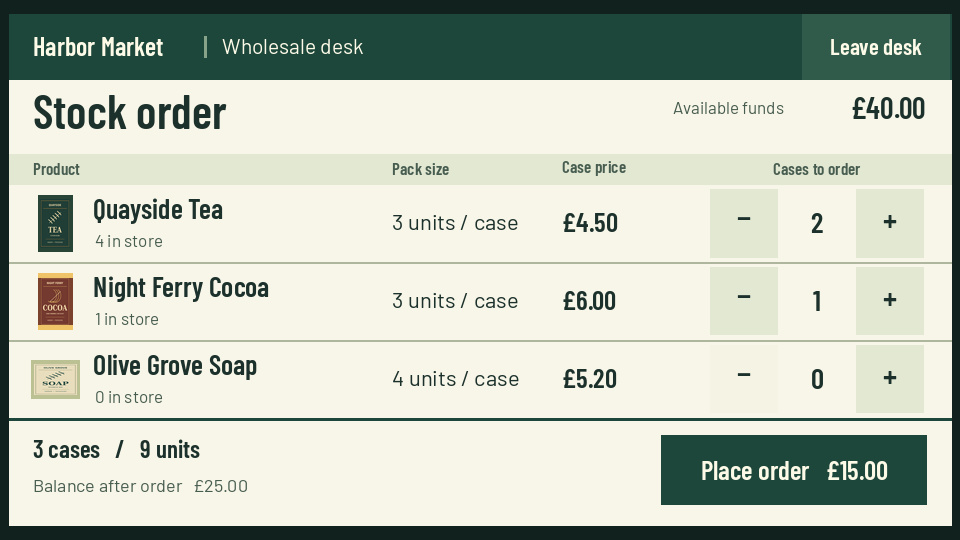 Harbor Market | Wholesale desk Leave desk
Stock order Available funds £40.00
Product Pack size Case price Cases to order
TEA
Quayside Tea 3 units / case £4.50 − 2 +
4 in store
COCOA
Night Ferry Cocoa 3 units / case £6.00 − 1 +
1 in store
SOAP
Olive Grove Soap 4 units / case £5.20 − 0 +
0 in store
3 cases / 9 units Place order £15.00
Balance after order £25.00